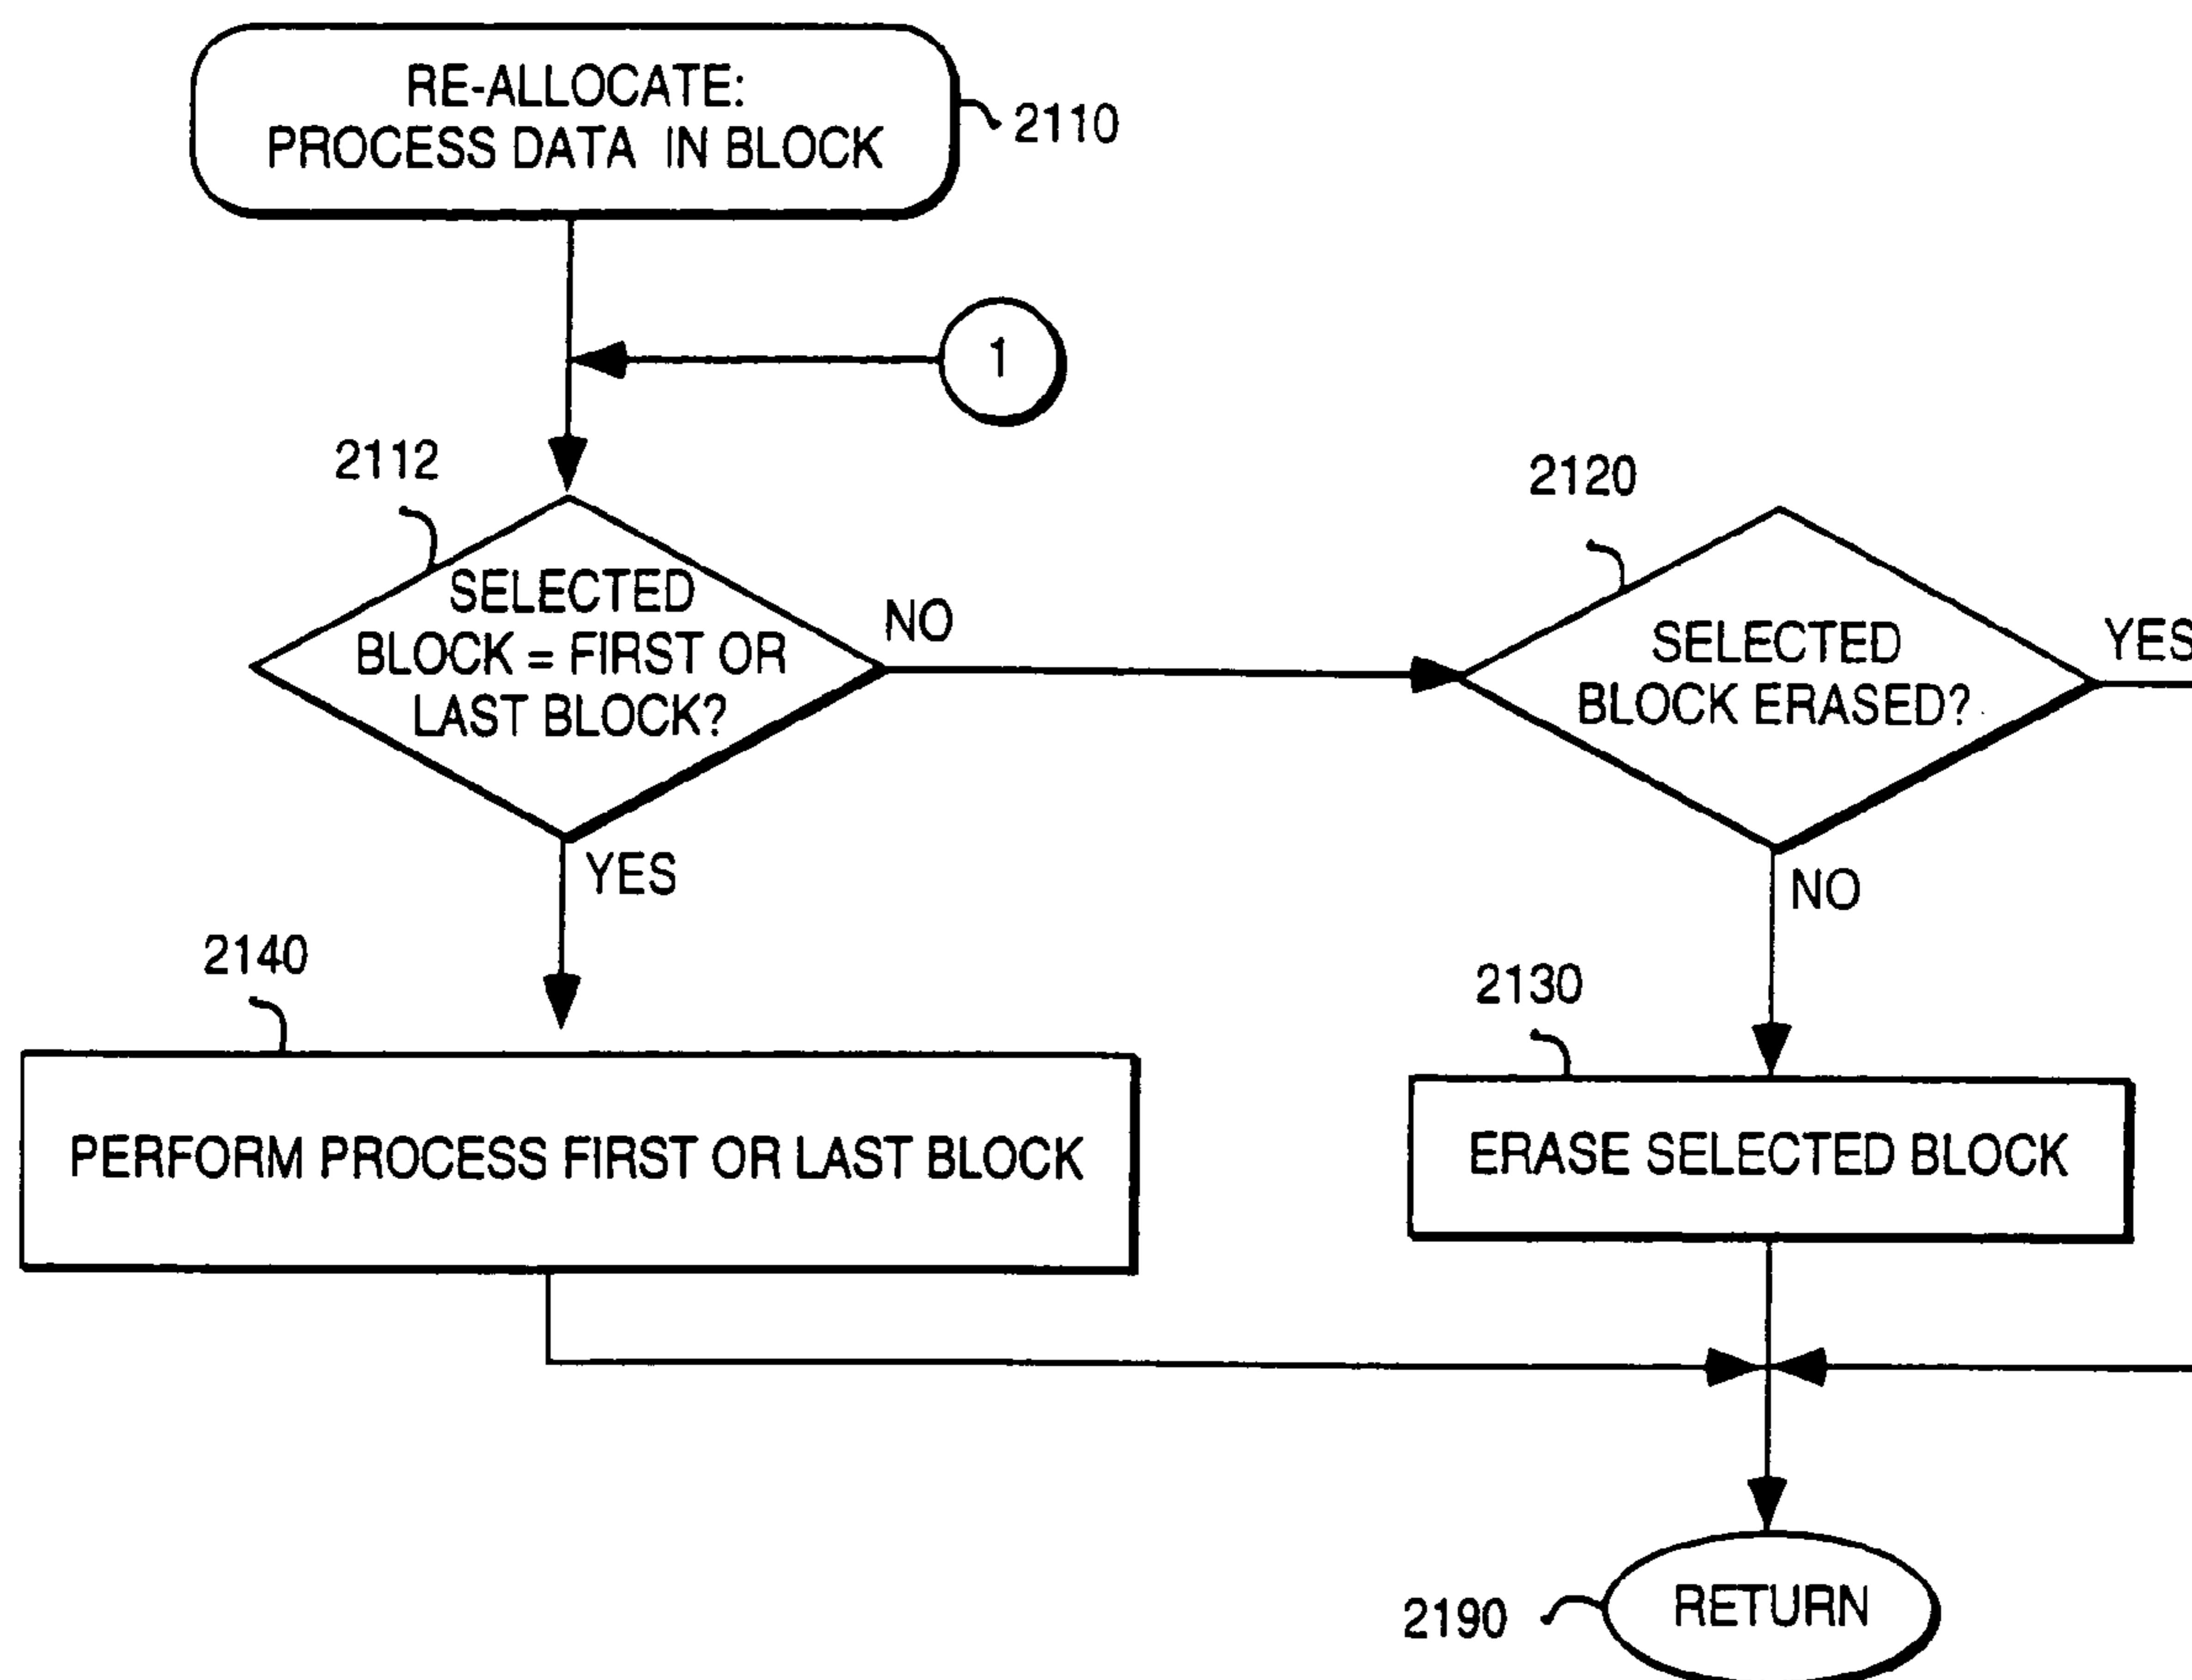 RE-ALLOCATE:
PROCESS DATA IN BLOCK
2110
1
2112
SELECTED
BLOCK = FIRST OR
LAST BLOCK?
NO
YES
2120
SELECTED
BLOCK ERASED?
YES
NO
2140
PERFORM PROCESS FIRST OR LAST BLOCK
2130
ERASE SELECTED BLOCK
2190
RETURN